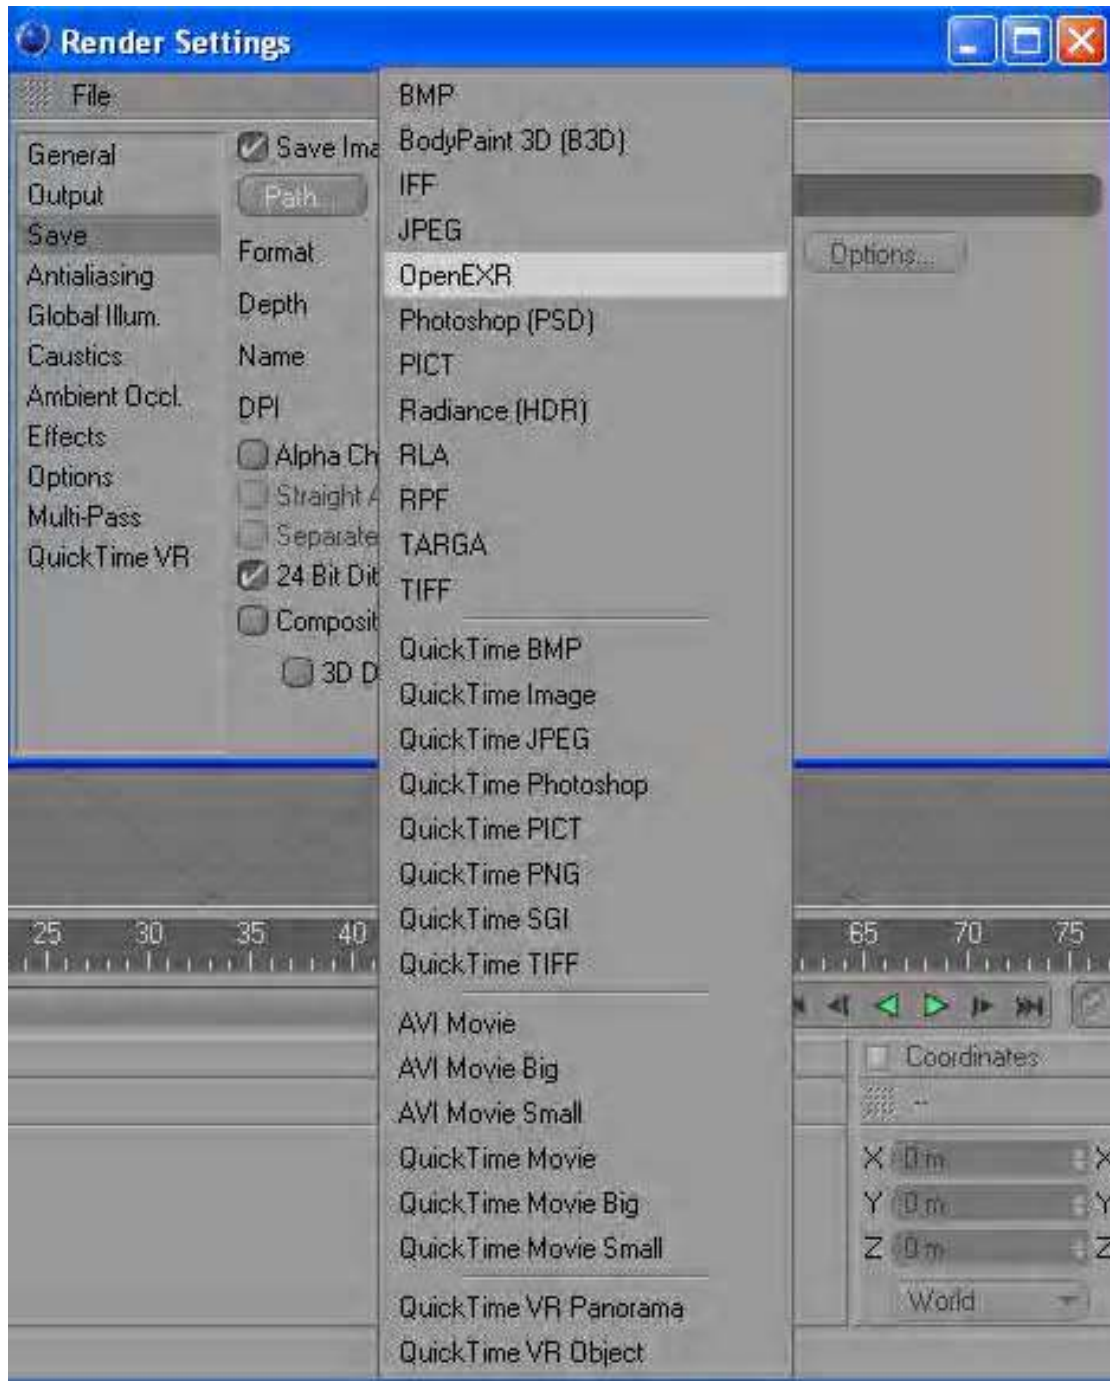 Render Settings
File
General
Output
Save
Antialiasing
Global Illum.
Caustics
Ambient Occl.
Effects
Options
Multi-Pass
QuickTime VR
Save Ima
Path...
Format
Depth
Name
DPI
Alpha Ch
Straight A
Separate
24 Bit Dit
Composit
3D D
Options...
BMP
BodyPaint 3D (B3D)
IFF
JPEG
OpenEXR
Photoshop (PSD)
PICT
Radiance (HDR)
RLA
RPF
TARGA
TIFF
QuickTime BMP
QuickTime Image
QuickTime JPEG
QuickTime Photoshop
QuickTime PICT
QuickTime PNG
QuickTime SGI
QuickTime TIFF
AVI Movie
AVI Movie Big
AVI Movie Small
QuickTime Movie
QuickTime Movie Big
QuickTime Movie Small
QuickTime VR Panorama
QuickTime VR Object
25 30 35 40 65 70 75
Coordinates
--
X 0 m X
Y 0 m Y
Z 0 m Z
World